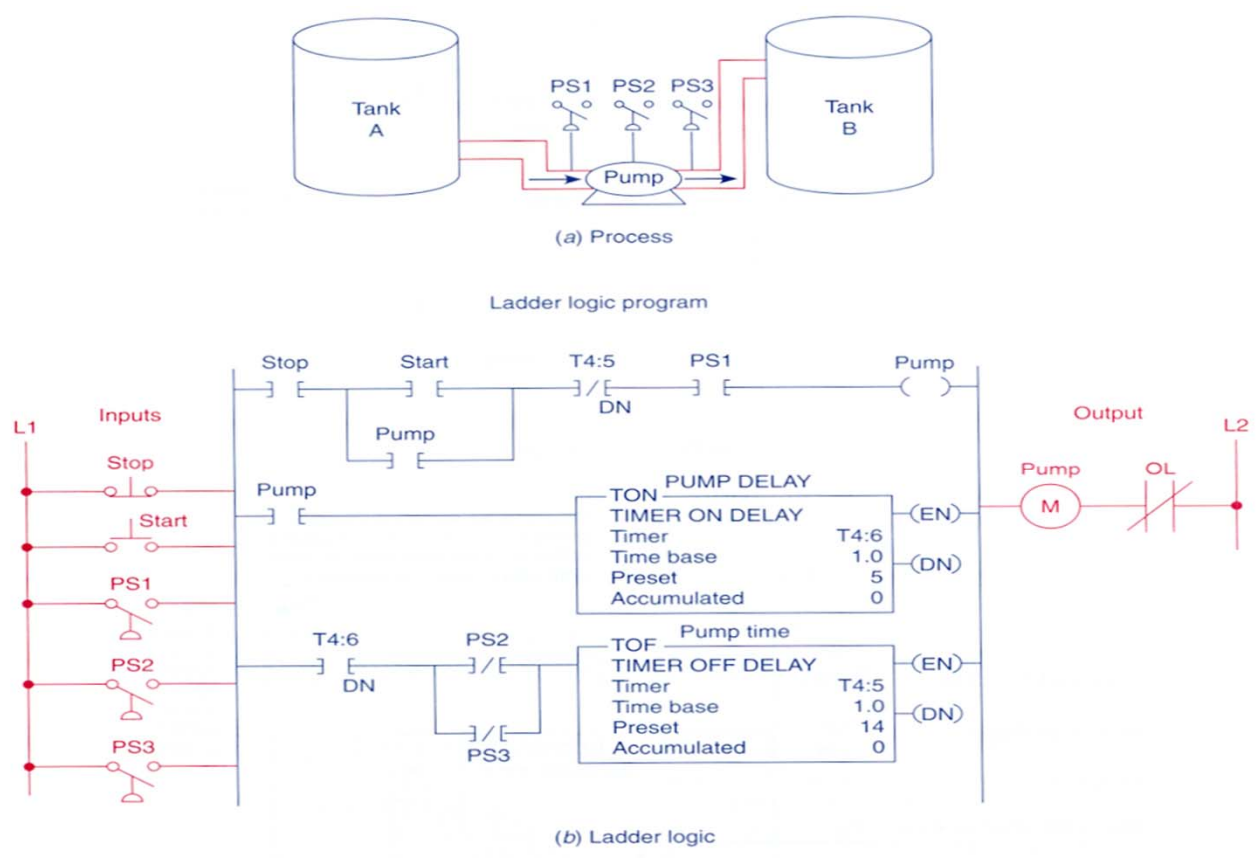 PS1 PS2 PS3
Tank
A
Tank
B
Pump
(a) Process
Ladder logic program
Stop Start T4:5 PS1 Pump
DN
Pump
Inputs
Output
L1
L2
Stop
Start
PS1
PS2
PS3
Pump
PUMP DELAY
TON
TIMER ON DELAY
Timer T4:6
Time base 1.0
Preset 5
Accumulated 0
(EN)
(DN)
Pump OL
M
T4:6 PS2
DN
PS3
Pump time
TOF
TIMER OFF DELAY
Timer T4:5
Time base 1.0
Preset 14
Accumulated 0
(EN)
(DN)
(b) Ladder logic